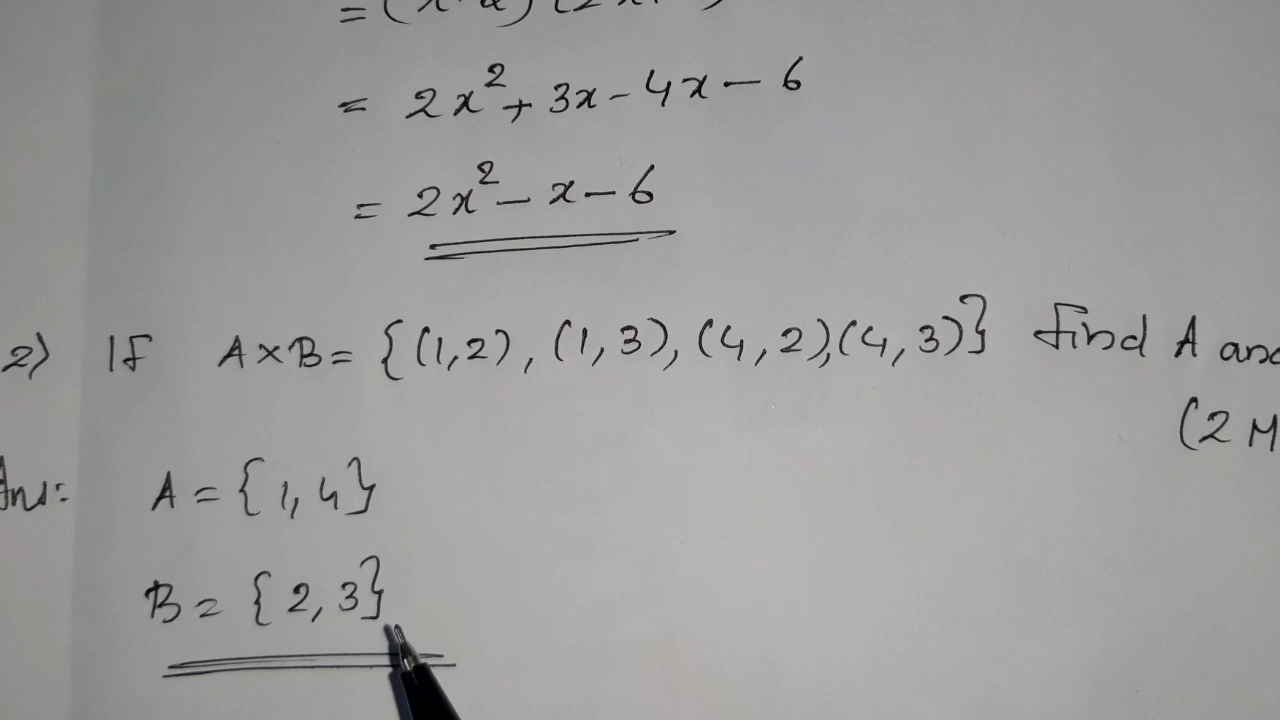 = 2x² + 3x - 4x - 6
= 2x² - x - 6
2) If A×B = {(1,2), (1,3), (4,2),(4,3)} find A
(2
Ans: A = {1,4}
B = {2,3}